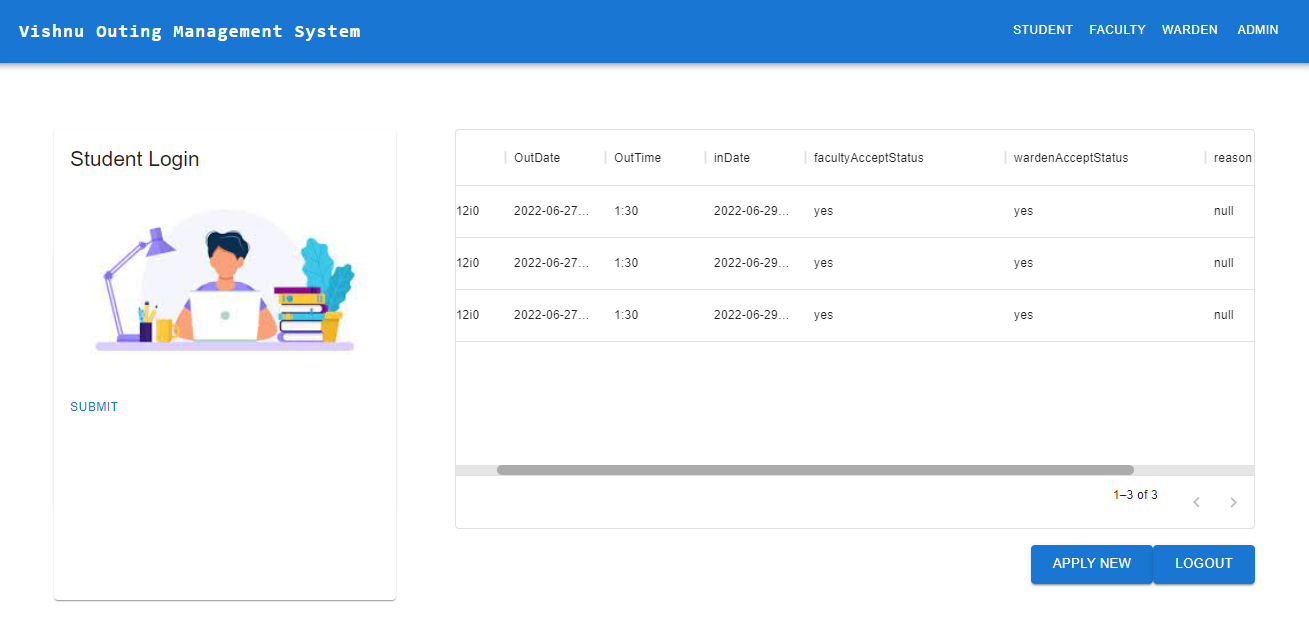 Vishnu Outing Management System
STUDENT FACULTY WARDEN ADMIN
Student Login
SUBMIT
OutDate OutTime inDate facultyAcceptStatus wardenAcceptStatus reason
12i0 2022-06-27... 1:30 2022-06-29... yes yes null
12i0 2022-06-27... 1:30 2022-06-29... yes yes null
12i0 2022-06-27... 1:30 2022-06-29... yes yes null
1–3 of 3
APPLY NEW LOGOUT